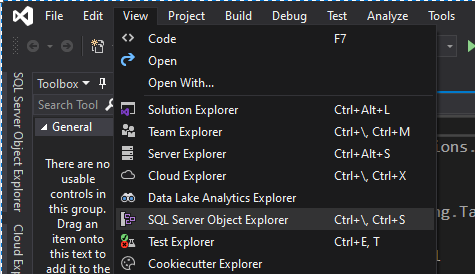 View Project Build Debug Test Analyze Tools
Code F7
Open
Open With...
Toolbox
Search Tool
General
There are no
usable
controls in
this group.
Drag an
item onto
this text to
add it to the
SQL Server Object Explorer
Cloud Explorer
Solution Explorer Ctrl+Alt+L
Team Explorer Ctrl+\, Ctrl+M
Server Explorer Ctrl+Alt+S
Cloud Explorer Ctrl+\, Ctrl+X
Data Lake Analytics Explorer
SQL Server Object Explorer Ctrl+\, Ctrl+S
Test Explorer Ctrl+E, T
Cookiecutter Explorer
ions.
ng.Ta